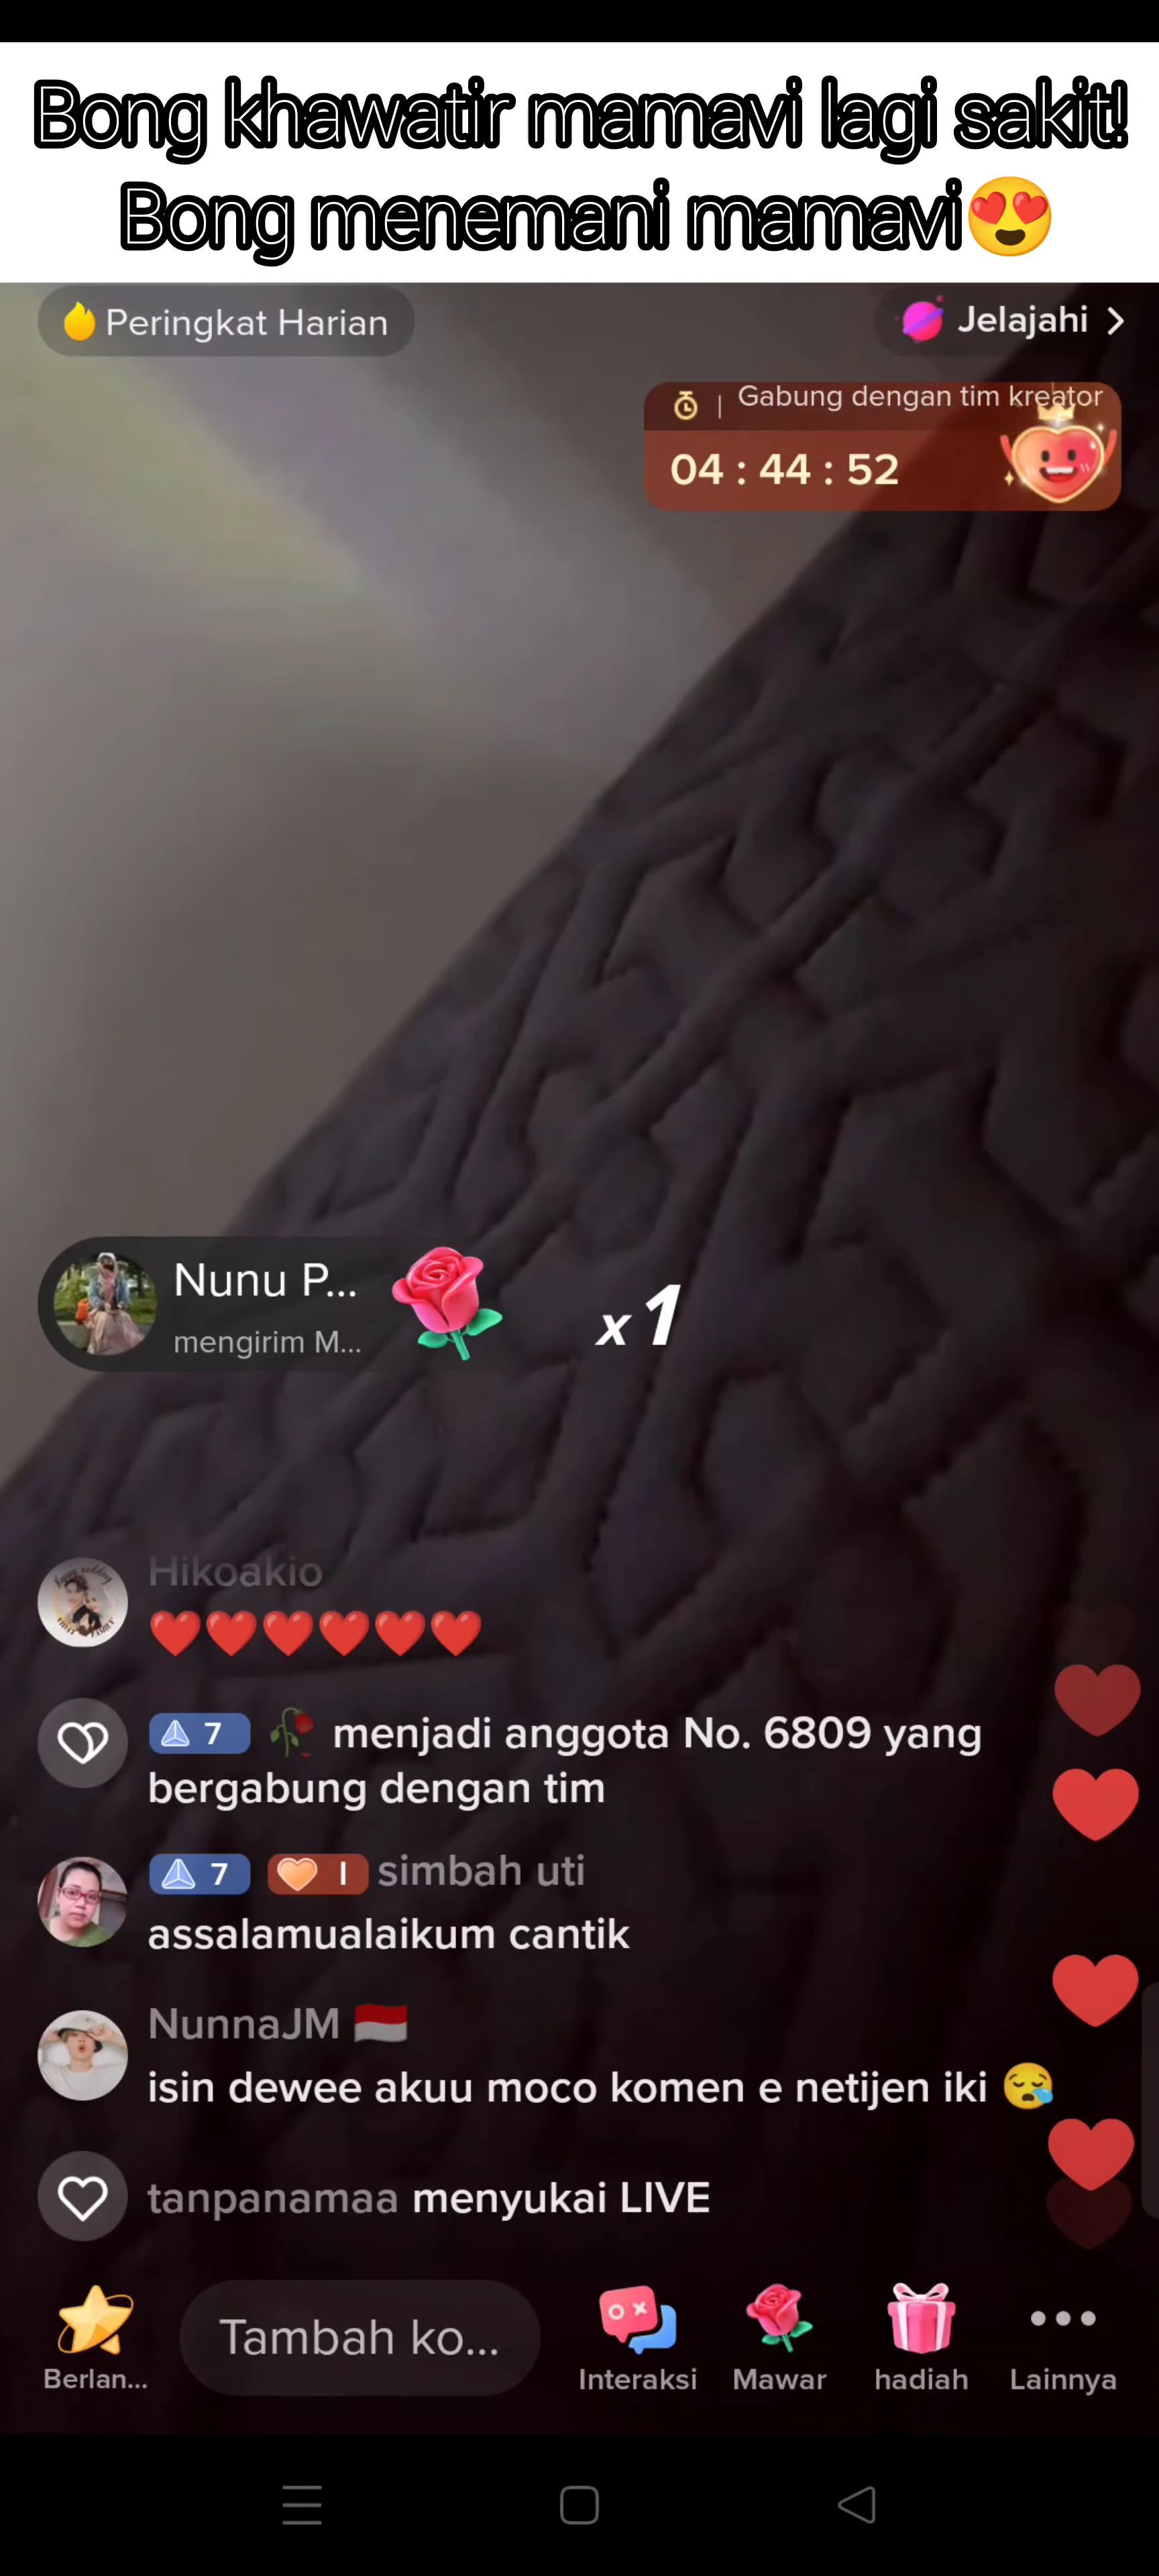 Bong khawatir mamavi lagi sakit!
Bong menemani mamavi😍
Peringkat Harian
Jelajahi >
Gabung dengan tim kreator
04 : 44 : 52
Nunu P...
mengirim M...
x1
Hikoakio
❤️❤️❤️❤️❤️❤️
7 🥀 menjadi anggota No. 6809 yang
bergabung dengan tim
7 I simbah uti
assalamualaikum cantik
NunnaJM 🇮🇩
isin dewee akuu moco komen e netijen iki 😪
tanpanamaa menyukai LIVE
Tambah ko...
Berlan...
Interaksi
Mawar
hadiah
Lainnya